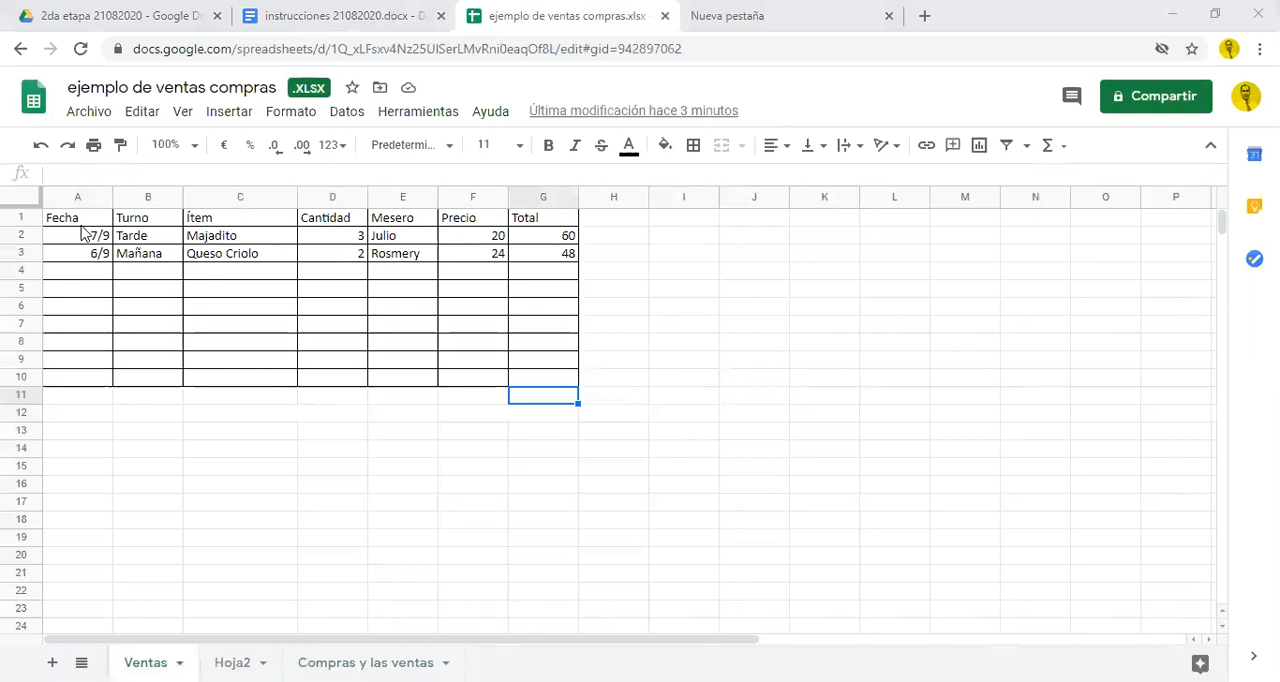 2da etapa 21082020 - Google Dr
instrucciones 21082020.docx - D
ejemplo de ventas compras.xlsx
Nueva pestaña
docs.google.com/spreadsheets/d/1Q_xLFsxv4Nz25UlSerLMvRni0eaqOf8L/edit#gid=942897062
ejemplo de ventas compras .XLSX
Archivo Editar Ver Insertar Formato Datos Herramientas Ayuda Última modificación hace 3 minutos
Compartir
100% € % .0 .00 123 Predetermi... 11 B I S A Σ
31
fx
A B C D E F G H I J K L M N O P
1 Fecha Turno Ítem Cantidad Mesero Precio Total
2 7/9 Tarde Majadito 3 Julio 20 60
3 6/9 Mañana Queso Criolo 2 Rosmery 24 48
4
5
6
7
8
9
10
11
12
13
14
15
16
17
18
19
20
21
22
23
24
Ventas Hoja2 Compras y las ventas